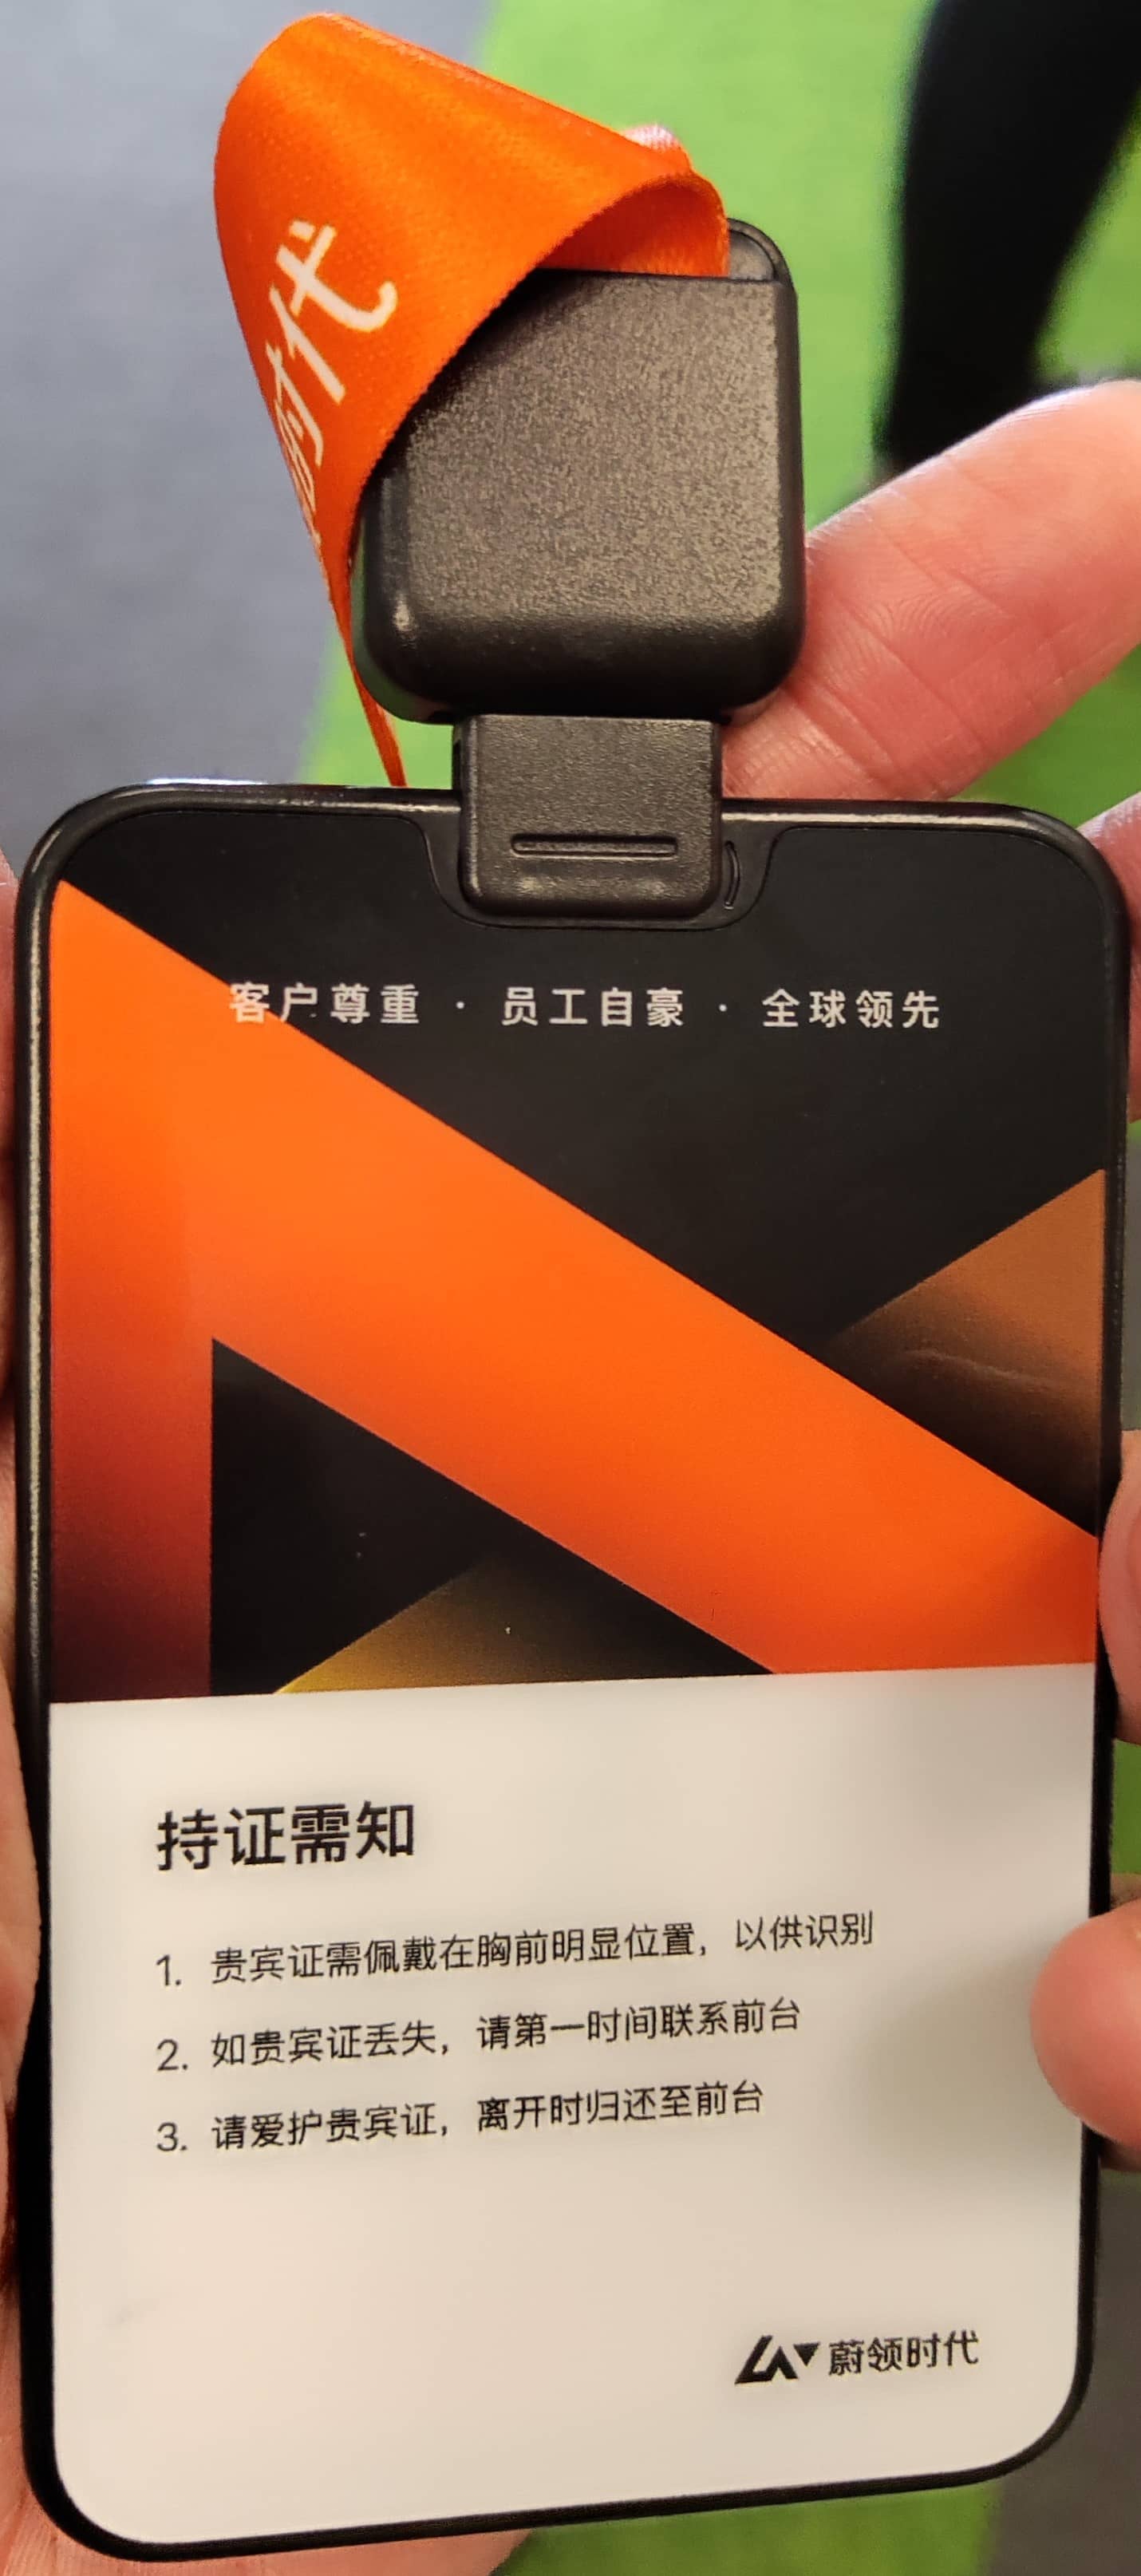 时代
客户尊重 · 员工自豪 · 全球领先
持证需知
1. 贵宾证需佩戴在胸前明显位置，以供识别
2. 如贵宾证丢失，请第一时间联系前台
3. 请爱护贵宾证，离开时归还至前台
蔚领时代